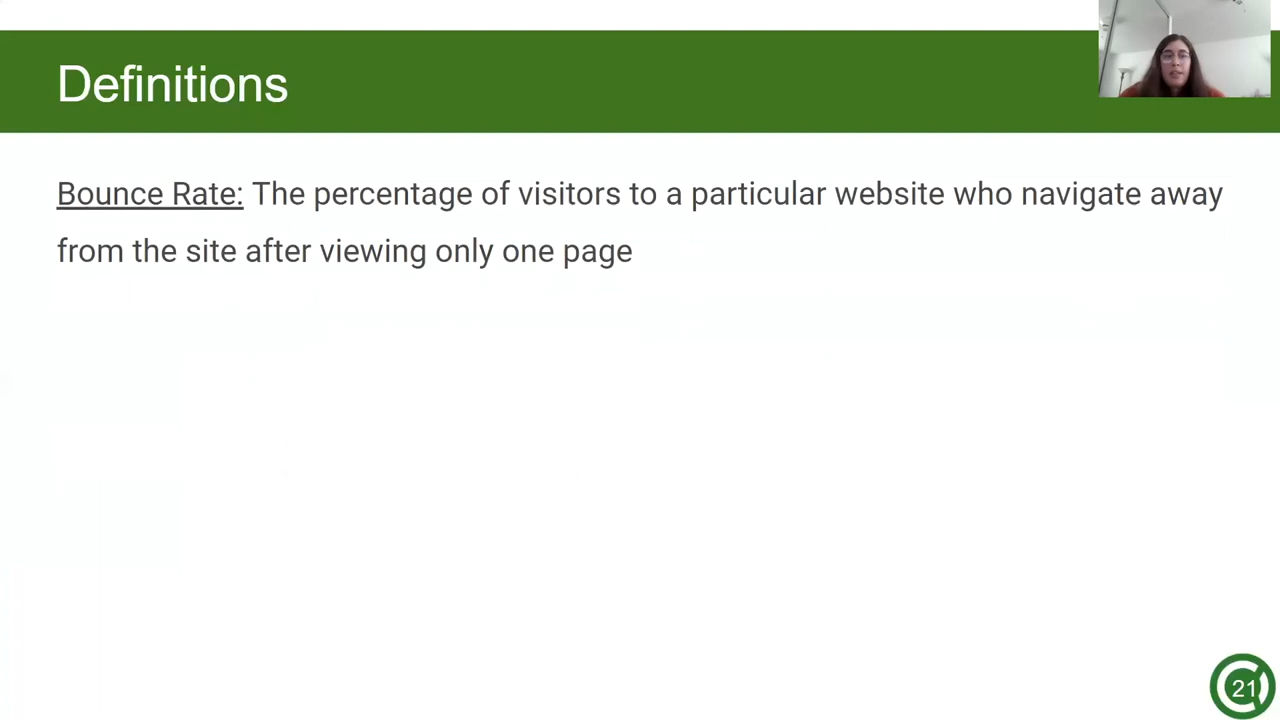 Definitions
Bounce Rate: The percentage of visitors to a particular website who navigate away
from the site after viewing only one page
21